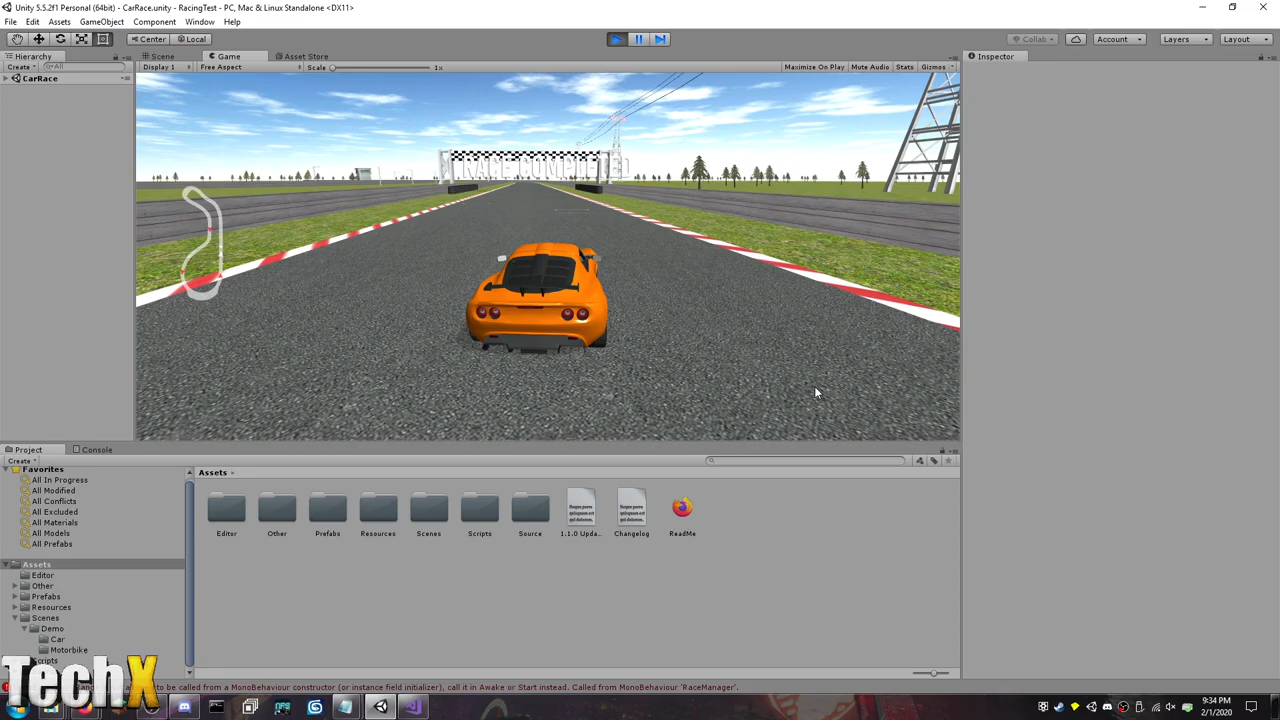 Unity 5.5.2f1 Personal (64bit) - CarRace.unity - RacingTest - PC, Mac & Linux Standalone <DX11>
File Edit Assets GameObject Component Window Help
Center Local Collab Account Layers Layout
Hierarchy Scene Game Asset Store Inspector
Create All Display 1 Free Aspect Scale 1x Maximize On Play Mute Audio Stats Gizmos
CarRace
RACE COMPLETED
Project Console
Create
Favorites
All In Progress
All Modified
All Conflicts
All Excluded
All Materials
All Models
All Prefabs
Assets
Editor
Other
Prefabs
Resources
Scenes
Demo
Car
Motorbike
Scripts
Assets
Editor Other Prefabs Resources Scenes Scripts Source 1.1.0 Upda... Changelog ReadMe
to be called from a MonoBehaviour constructor (or instance field initializer), call it in Awake or Start instead. Called from MonoBehaviour 'RaceManager'.
TechX
9:34 PM
2/1/2020